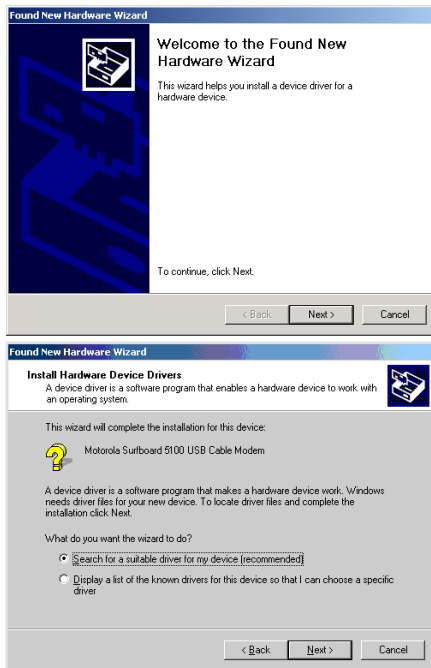 Found New Hardware Wizard
Welcome to the Found New
Hardware Wizard
This wizard helps you install a device driver for a
hardware device.
To continue, click Next.
< Back
Next >
Cancel
Found New Hardware Wizard
Install Hardware Device Drivers
A device driver is a software program that enables a hardware device to work with
an operating system.
This wizard will complete the installation for this device:
Motorola Surfboard 5100 USB Cable Modem
A device driver is a software program that makes a hardware device work. Windows
needs driver files for your new device. To locate driver files and complete the
installation click Next.
What do you want the wizard to do?
Search for a suitable driver for my device (recommended)
Display a list of the known drivers for this device so that I can choose a specific
driver
< Back
Next >
Cancel